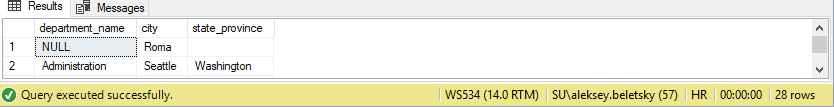 Results Messages
department_name city state_province
1 NULL Roma
2 Administration Seattle Washington
Query executed successfully. WS534 (14.0 RTM) SU\aleksey.beletsky (57) HR 00:00:00 28 rows